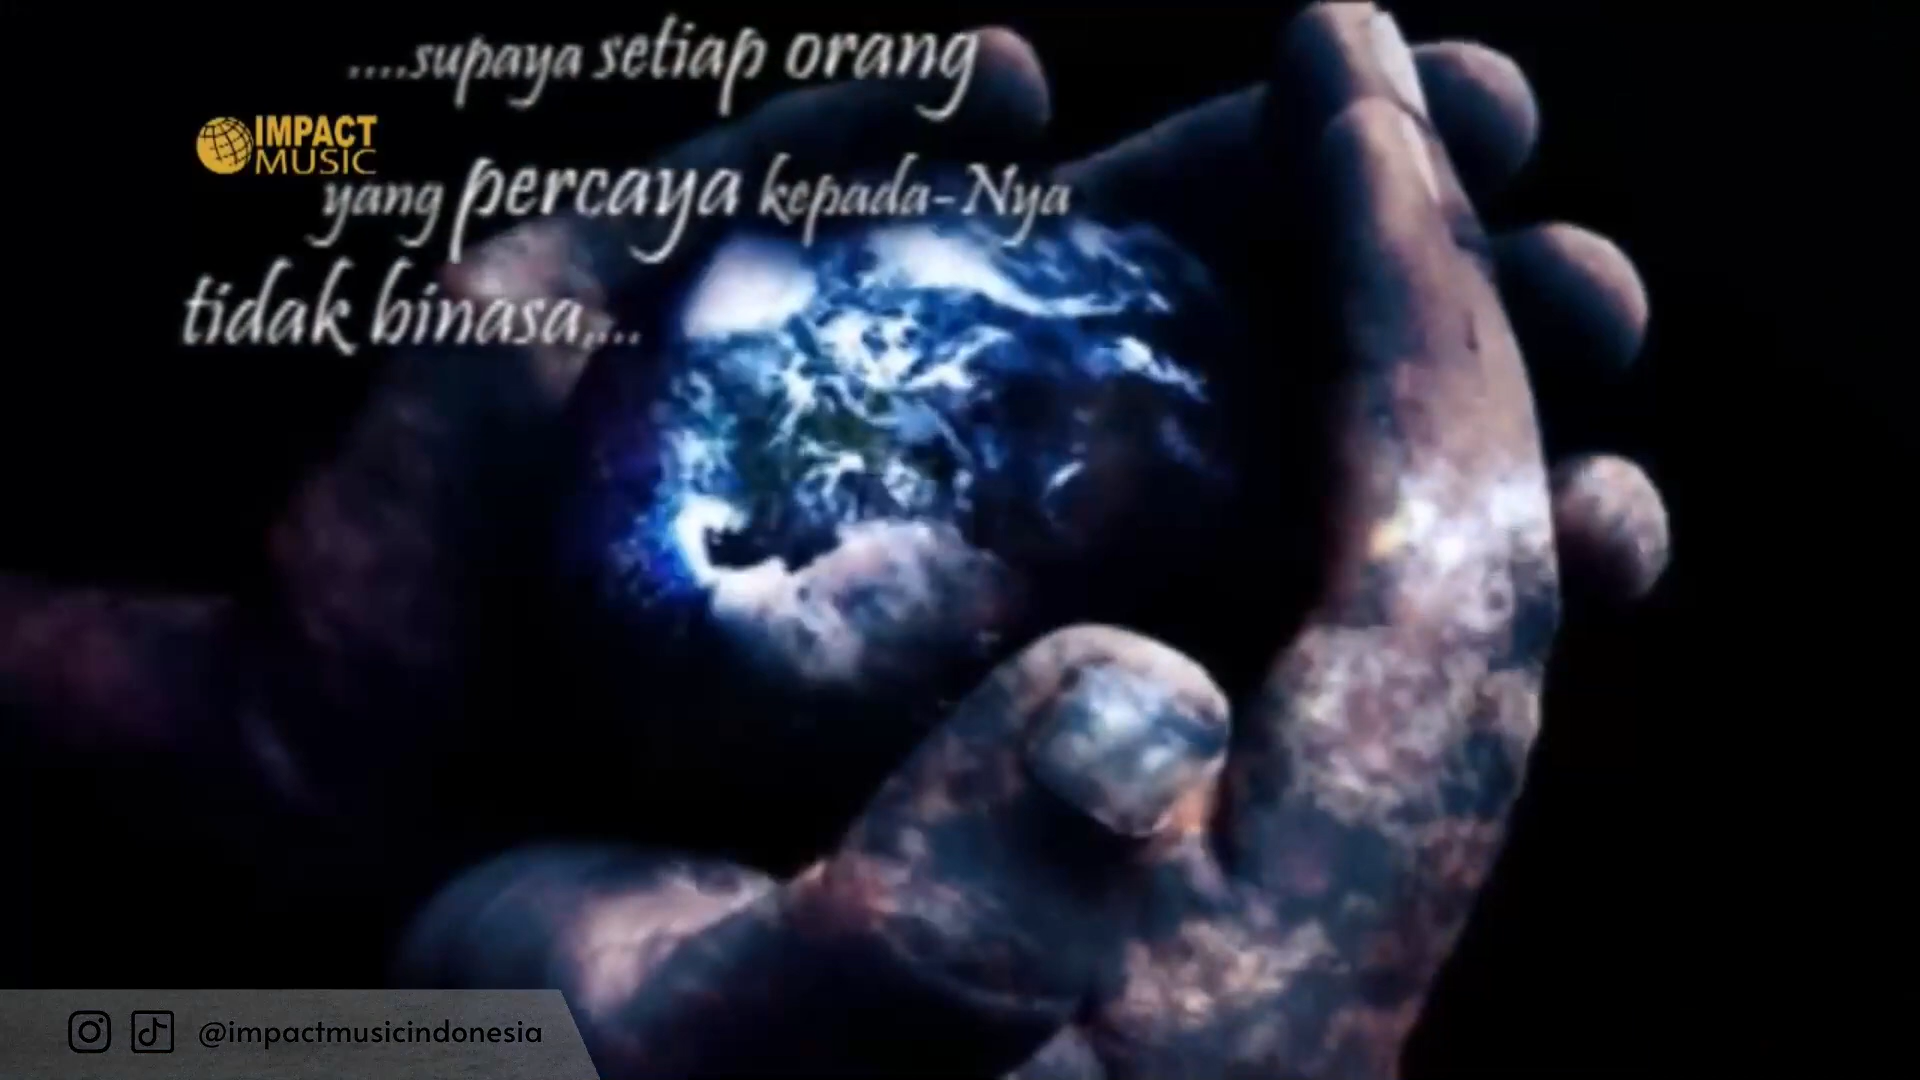 ....supaya setiap orang
IMPACT
MUSIC
yang percaya kepada-Nya
tidak binasa,...
@impactmusicindonesia